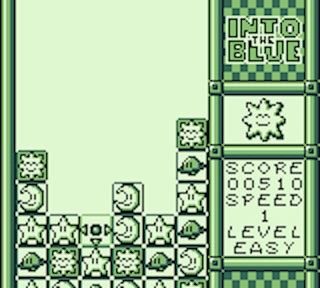 INTO
THE
BLUE
SCORE
00510
SPEED
1
LEVEL
EASY